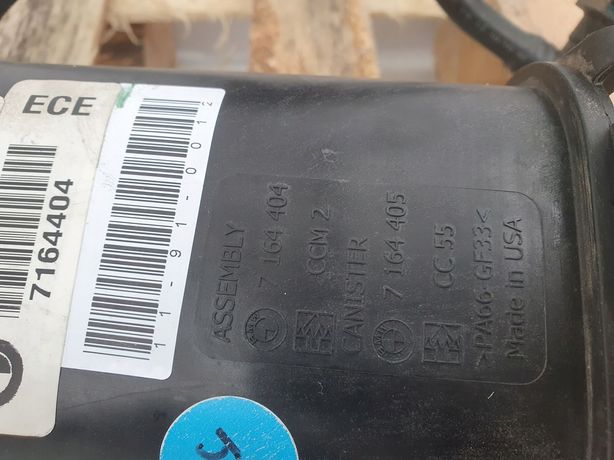 ECE
7164404
11-91-00012
ASSEMBLY
7 164 404
CCM 2
CANISTER
7 164 405
CC 55
>PA66-GF33<
Made in USA